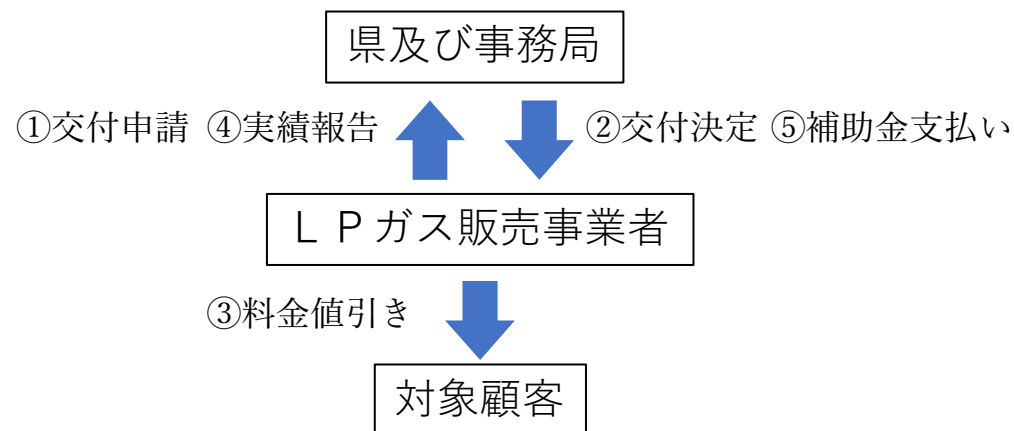 県及び事務局
①交付申請 ④実績報告
②交付決定 ⑤補助金支払い
ＬＰガス販売事業者
③料金値引き
対象顧客